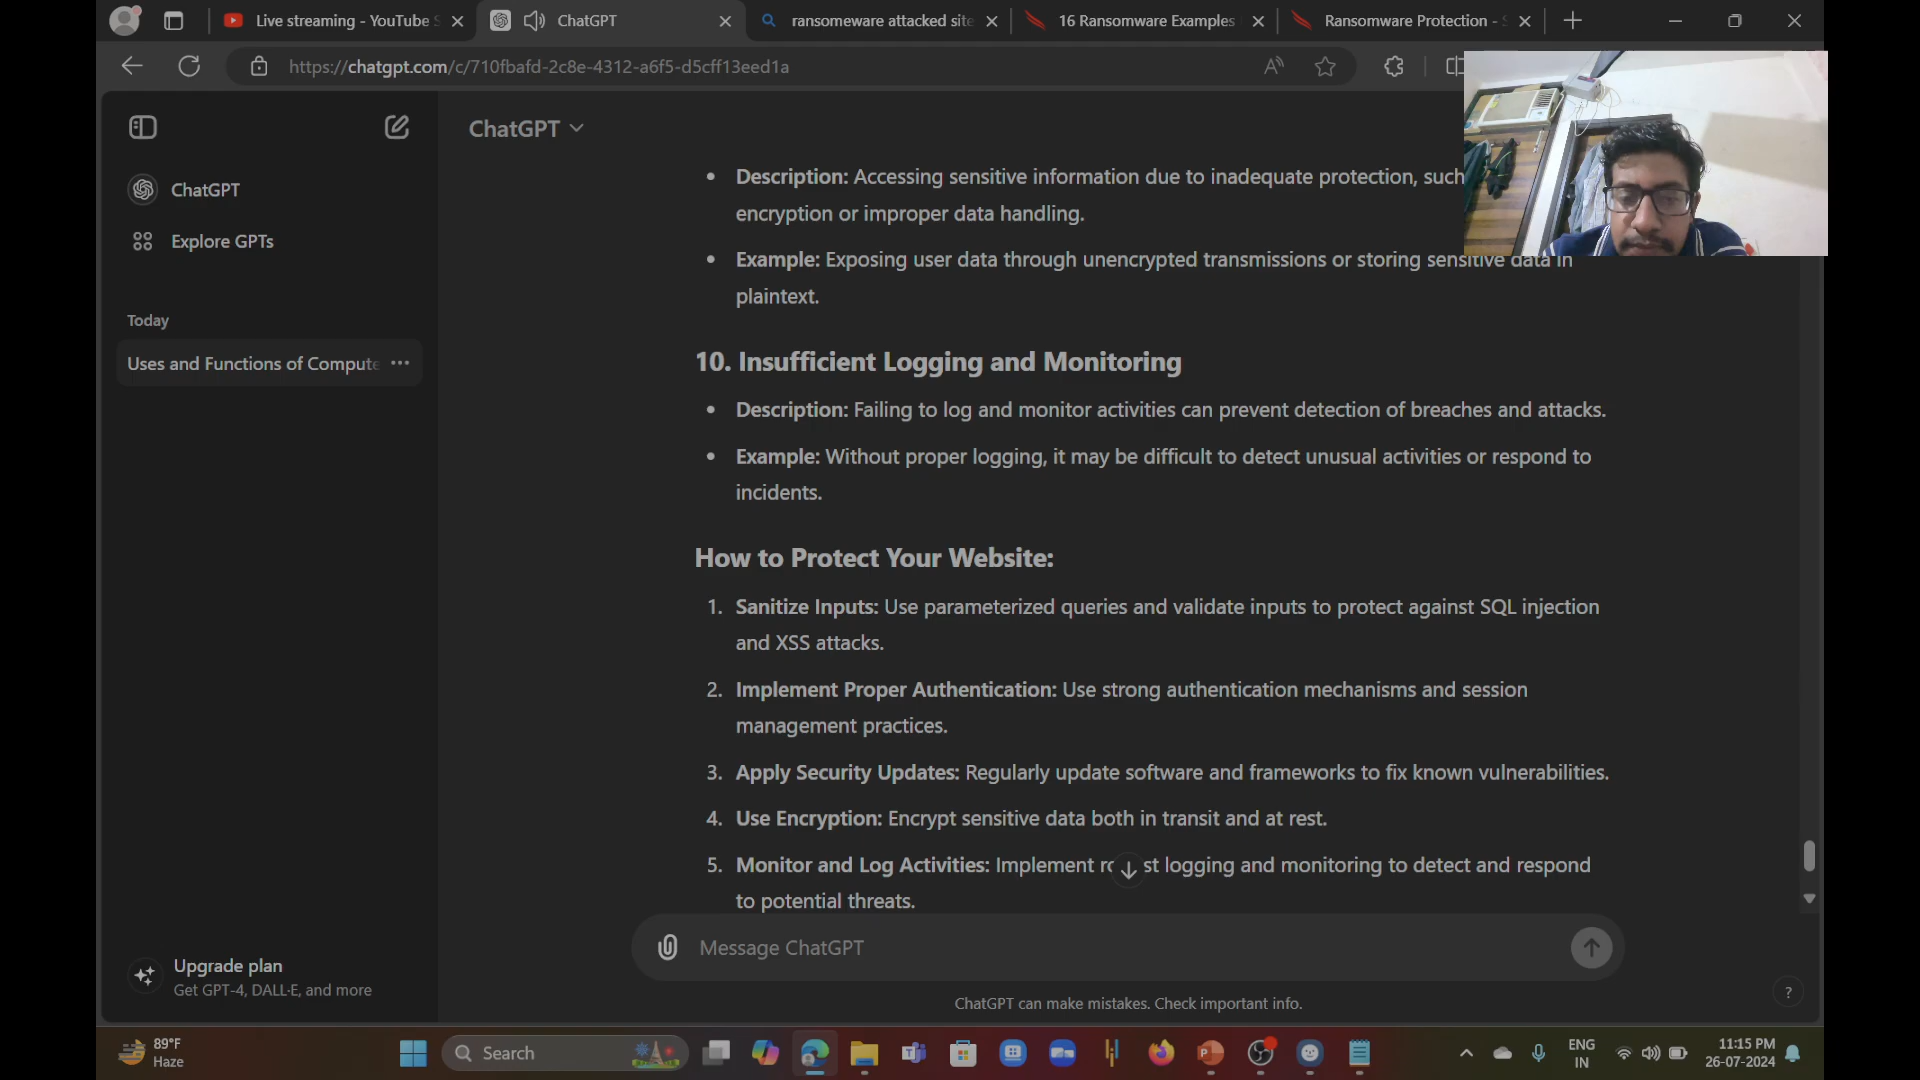 Live streaming - YouTube S
ChatGPT
ransomeware attacked site
16 Ransomware Examples
Ransomware Protection - S
https://chatgpt.com/c/710fbafd-2c8e-4312-a6f5-d5cff13eed1a
ChatGPT
ChatGPT
Explore GPTs
Today
Uses and Functions of Compute
Upgrade plan
Get GPT-4, DALL·E, and more
• Description: Accessing sensitive information due to inadequate protection, such
encryption or improper data handling.
• Example: Exposing user data through unencrypted transmissions or storing sensitive data in
plaintext.
10. Insufficient Logging and Monitoring
• Description: Failing to log and monitor activities can prevent detection of breaches and attacks.
• Example: Without proper logging, it may be difficult to detect unusual activities or respond to
incidents.
How to Protect Your Website:
1. Sanitize Inputs: Use parameterized queries and validate inputs to protect against SQL injection
and XSS attacks.
2. Implement Proper Authentication: Use strong authentication mechanisms and session
management practices.
3. Apply Security Updates: Regularly update software and frameworks to fix known vulnerabilities.
4. Use Encryption: Encrypt sensitive data both in transit and at rest.
5. Monitor and Log Activities: Implement st logging and monitoring to detect and respond
to potential threats.
Message ChatGPT
ChatGPT can make mistakes. Check important info.
?
89°F
Haze
Search
ENG
IN
11:15 PM
26-07-2024